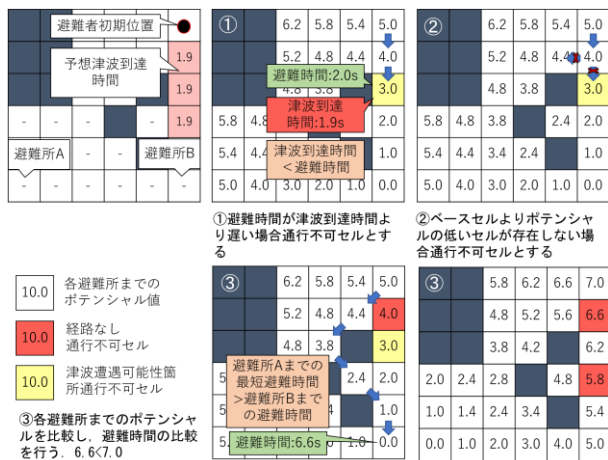 避難者初期位置
予想津波到達
時間
1.9
1.9
1.9
- - - - -
避難所A
避難所B
- - - - - -
①
6.2 5.8 5.4 5.0
5.2 4.8 4.4 4.0
避難時間:2.0s
4.8 3.8 3.0
津波到達
時間:1.9s
5.8 4.8 2.0
5.4 4.4 1.0
津波到達時間
<避難時間
5.0 4.0 3.0 2.0 1.0 0.0
①避難時間が津波到達時間よ
り遅い場合通行不可セルとす
る
②
6.2 5.8 5.4 5.0
5.2 4.8 4.4 4.0
4.8 3.8 3.0
5.8 4.8 3.8 2.4 2.0
5.4 4.4 3.4 2.4 1.0
5.0 4.0 3.0 2.0 1.0 0.0
②ベースセルよりポテンシャ
ルの低いセルが存在しない場
合通行不可セルとする
10.0
各避難所までの
ポテンシャル値
10.0
経路なし
通行不可セル
10.0
津波遭遇可能性箇
所通行不可セル
③各避難所までのポテンシャ
ルを比較し，避難時間の比較
を行う．6.6<7.0
③
6.2 5.8 5.4 5.0
5.2 4.8 4.4 4.0
4.8 3.8 3.0
2.4 2.0
1.0
0.0
避難所Aまでの
最短避難時間
>避難所Bまで
の避難時間
避難時間:6.6s
③
5.8 6.2 6.6 7.0
4.8 5.2 5.6 6.6
3.8 4.2 6.2
2.0 2.4 2.8 4.8 5.8
1.0 1.4 2.4 3.4 5.4
0.0 1.0 2.0 3.0 4.0 5.0